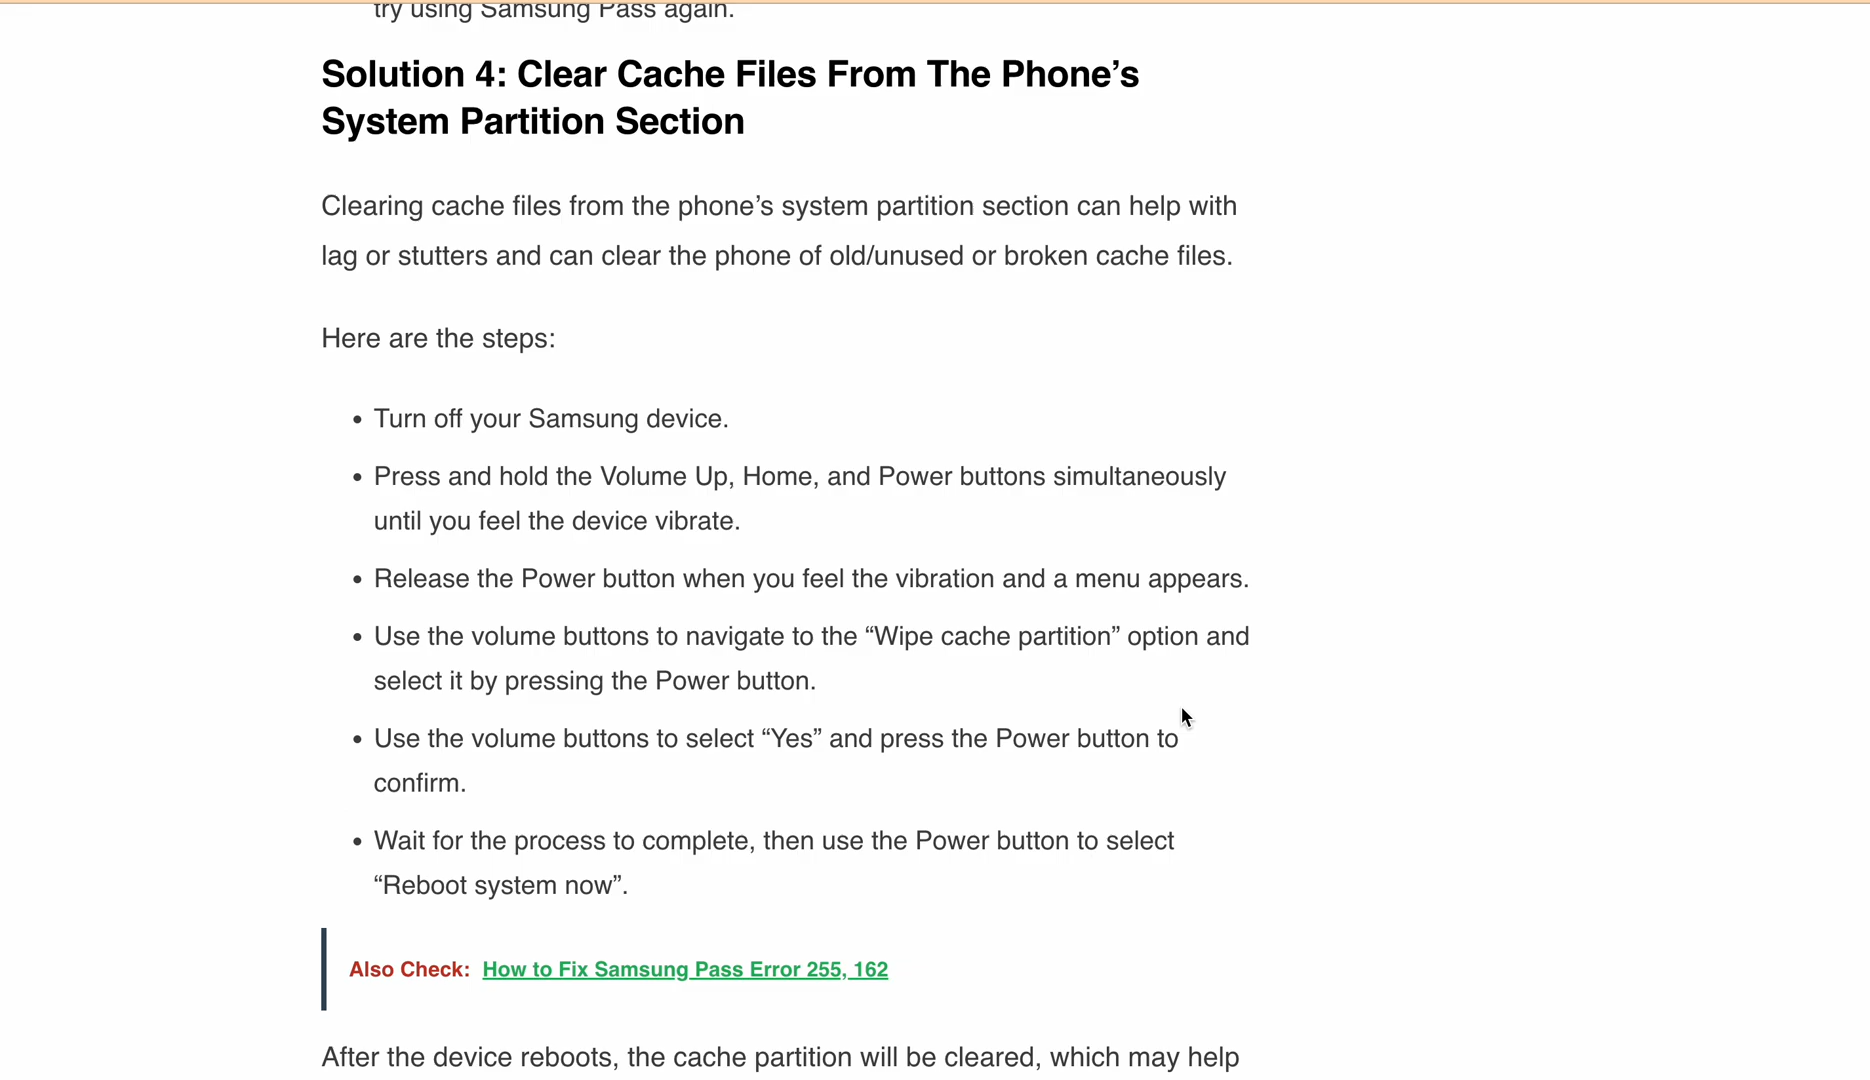 try using Samsung Pass again.
Solution 4: Clear Cache Files From The Phone’s
System Partition Section
Clearing cache files from the phone’s system partition section can help with
lag or stutters and can clear the phone of old/unused or broken cache files.
Here are the steps:
• Turn off your Samsung device.
• Press and hold the Volume Up, Home, and Power buttons simultaneously
until you feel the device vibrate.
• Release the Power button when you feel the vibration and a menu appears.
• Use the volume buttons to navigate to the “Wipe cache partition” option and
select it by pressing the Power button.
• Use the volume buttons to select “Yes” and press the Power button to
confirm.
• Wait for the process to complete, then use the Power button to select
“Reboot system now”.
Also Check: How to Fix Samsung Pass Error 255, 162
After the device reboots, the cache partition will be cleared, which may help